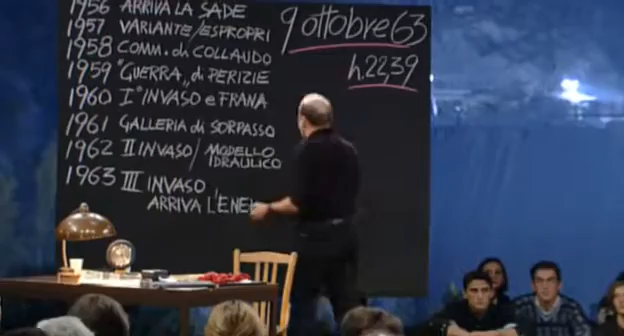 1956 ARRIVA LA SADE
1957 VARIANTE/ESPROPRI
1958 COMM. di COLLAUDO
1959 "GUERRA" di PERIZIE
1960 I° INVASO e FRANA
1961 GALLERIA di SORPASSO
1962 II INVASO/MODELLO
IDRAULICO
1963 III INVASO
ARRIVA L'ENEL
9 ottobre 63
h.22,39